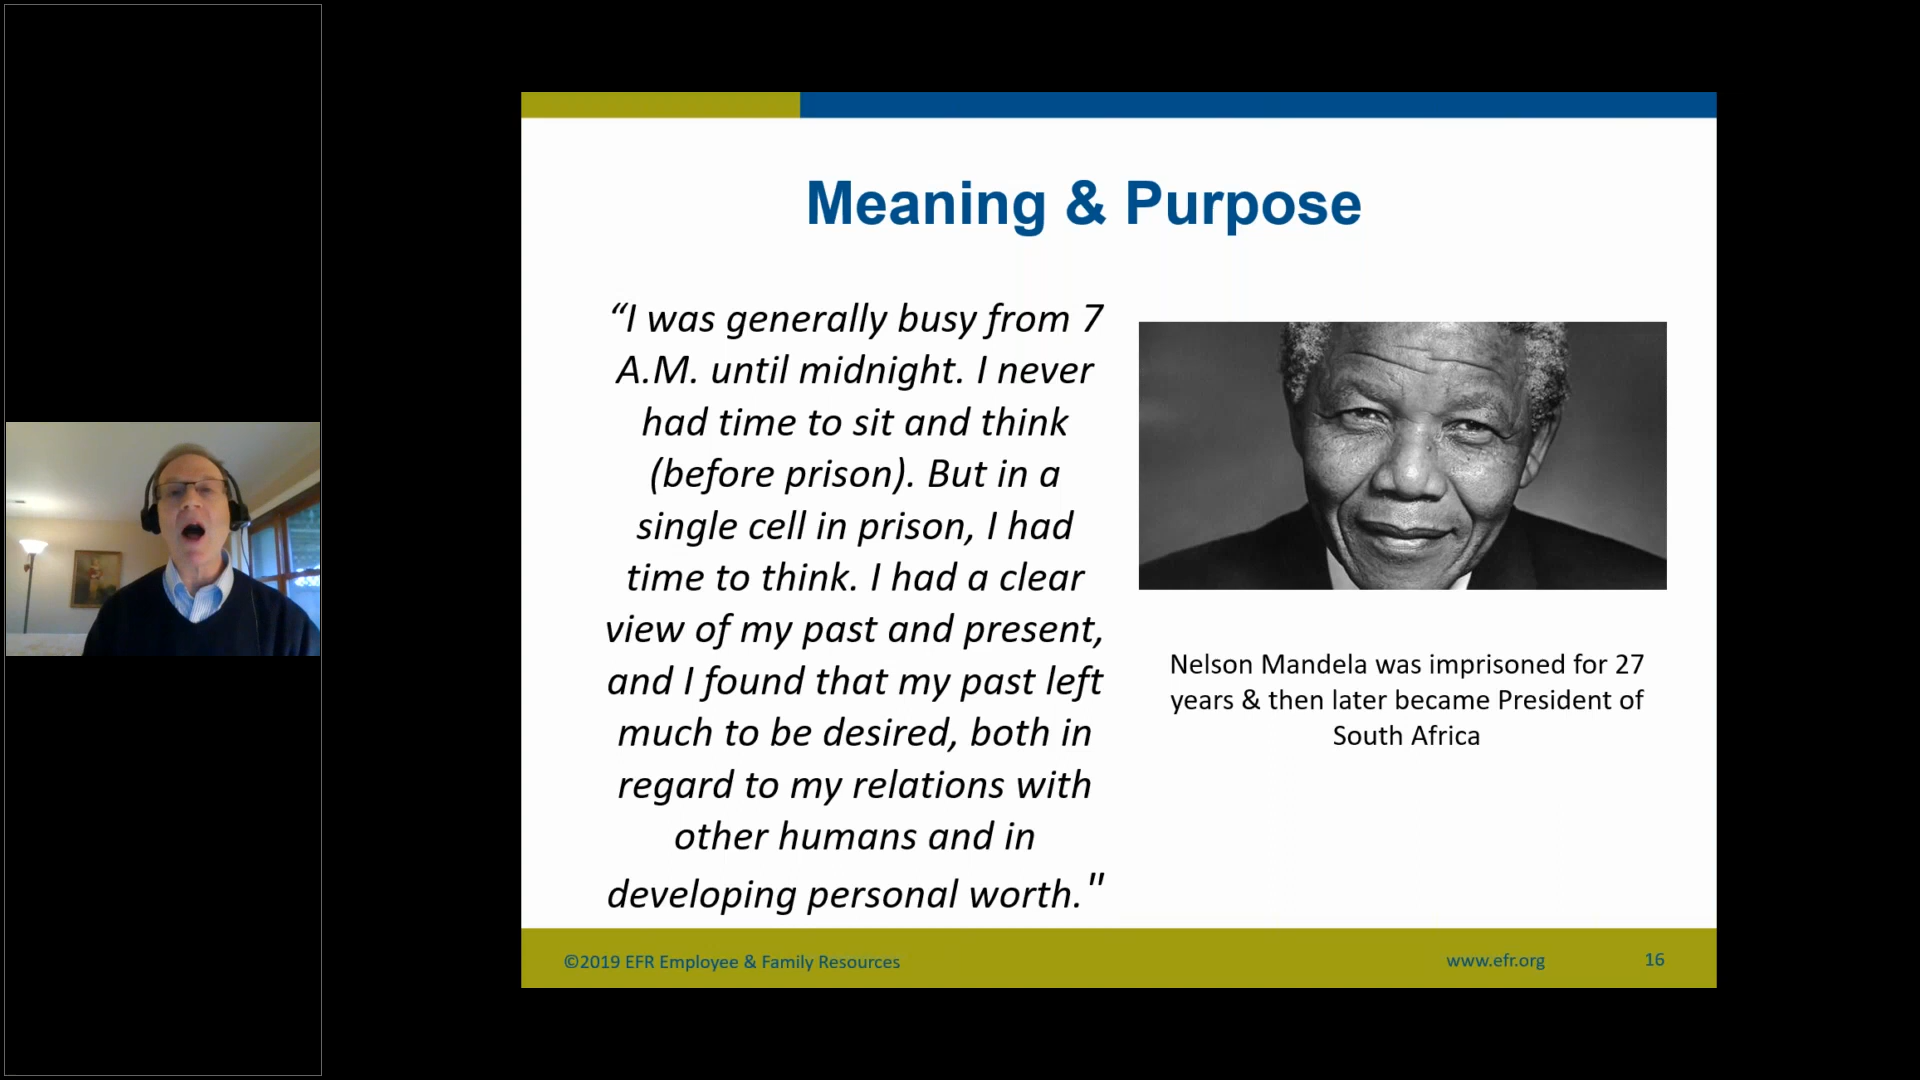 Meaning & Purpose
“I was generally busy from 7
A.M. until midnight. I never
had time to sit and think
(before prison). But in a
single cell in prison, I had
time to think. I had a clear
view of my past and present,
and I found that my past left
much to be desired, both in
regard to my relations with
other humans and in
developing personal worth."
Nelson Mandela was imprisoned for 27
years & then later became President of
South Africa
©2019 EFR Employee & Family Resources
www.efr.org
16